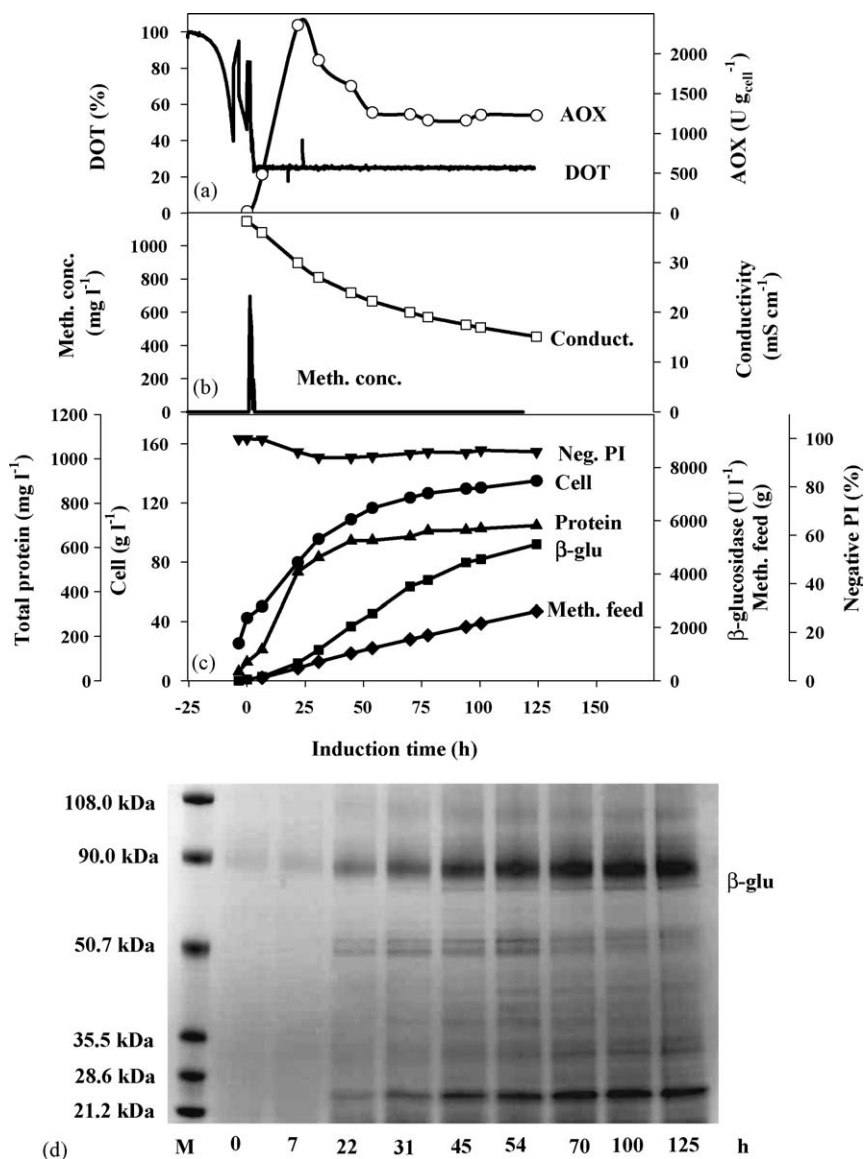 100
80
60
40
20
0
DOT (%)
(a)
AOX
DOT
2000
1500
1000
500
0
AOX (U g_cell⁻¹)
1000
800
600
400
200
0
Meth. conc.
(mg l⁻¹)
(b)
Meth. conc.
Conduct.
30
20
10
0
Conductivity
(mS cm⁻¹)
1200
1000
800
600
400
200
0
Total protein (mg l⁻¹)
160
120
80
40
0
Cell (g l⁻¹)
(c)
Neg. PI
Cell
Protein
β-glu
Meth. feed
8000
6000
4000
2000
0
β-glucosidase (U l⁻¹)
Meth. feed (g)
100
80
60
40
20
0
Negative PI (%)
-25 0 25 50 75 100 125 150
Induction time (h)
108.0 kDa
90.0 kDa
β-glu
50.7 kDa
35.5 kDa
28.6 kDa
21.2 kDa
(d) M 0 7 22 31 45 54 70 100 125 h